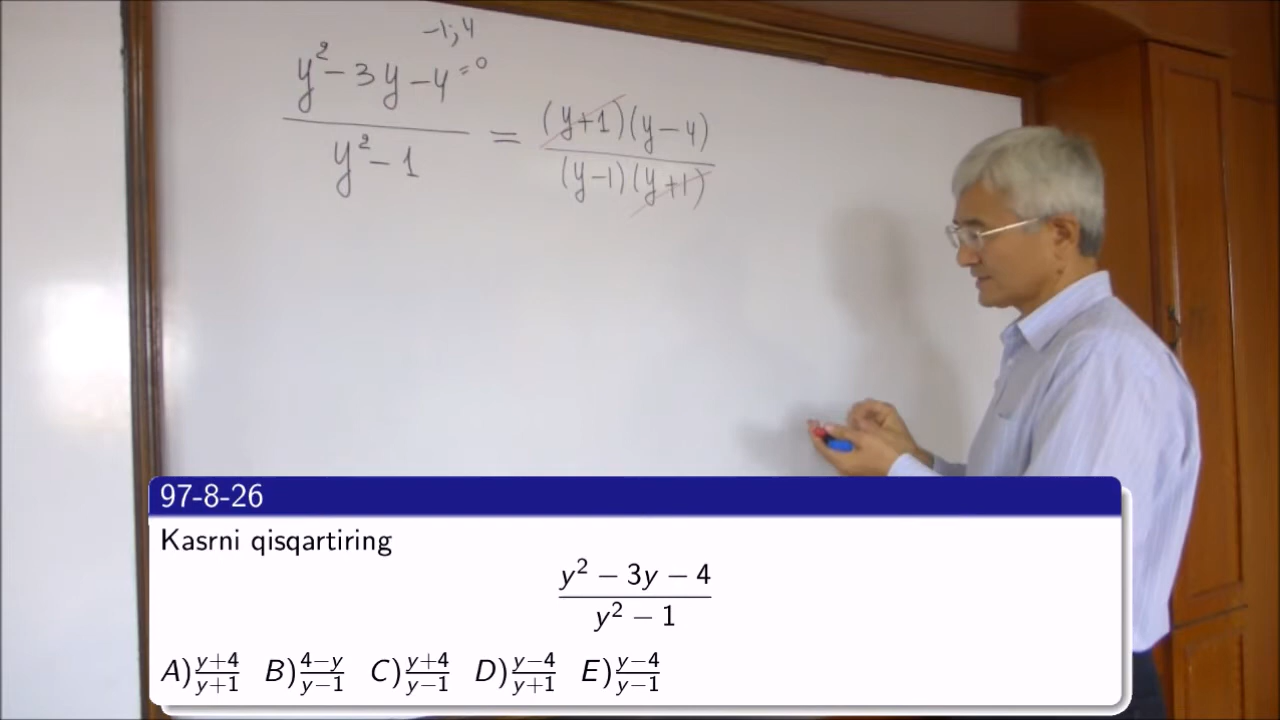 -1; 4
y² - 3y - 4 = 0
y² - 1
= (y+1)(y-4)
(y-1)(y+1)
97-8-26
Kasrni qisqartiring
y² − 3y − 4
y² − 1
A) y+4/y+1 B) 4−y/y−1 C) y+4/y−1 D) y−4/y+1 E) y−4/y−1